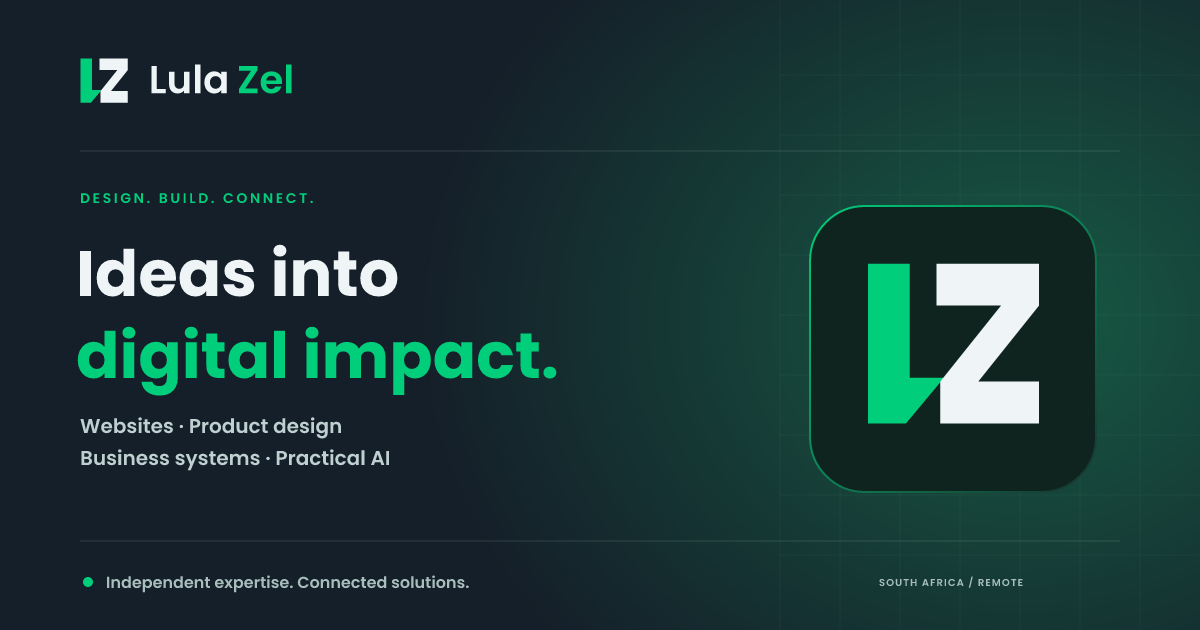 LZ Lula Zel
DESIGN. BUILD. CONNECT.
Ideas into
digital impact.
Websites · Product design
Business systems · Practical AI
LZ
Independent expertise. Connected solutions.
SOUTH AFRICA / REMOTE